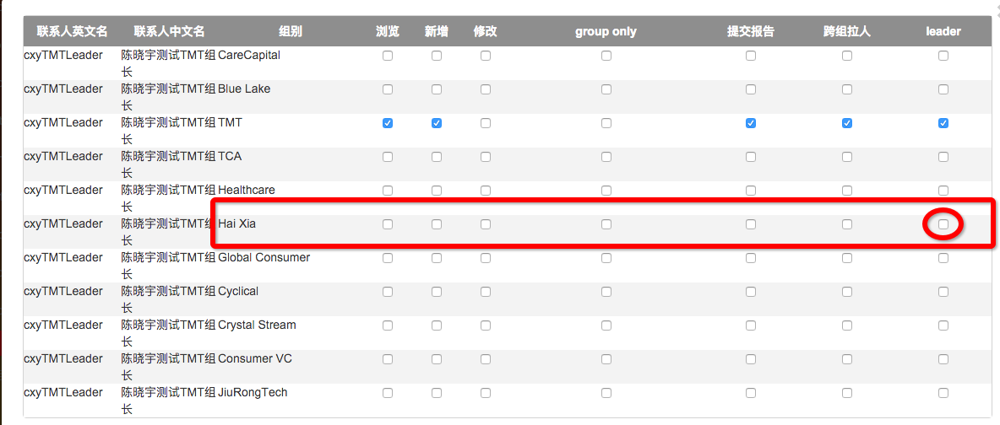 联系人英文名 联系人中文名 组别 浏览 新增 修改 group only 提交报告 跨组拉人 leader
cxyTMTLeader 陈晓宇测试TMT组 CareCapital
长
cxyTMTLeader 陈晓宇测试TMT组 Blue Lake
长
cxyTMTLeader 陈晓宇测试TMT组 TMT
长
cxyTMTLeader 陈晓宇测试TMT组 TCA
长
cxyTMTLeader 陈晓宇测试TMT组 Healthcare
长
cxyTMTLeader 陈晓宇测试TMT组 Hai Xia
长
cxyTMTLeader 陈晓宇测试TMT组 Global Consumer
长
cxyTMTLeader 陈晓宇测试TMT组 Cyclical
长
cxyTMTLeader 陈晓宇测试TMT组 Crystal Stream
长
cxyTMTLeader 陈晓宇测试TMT组 Consumer VC
长
cxyTMTLeader 陈晓宇测试TMT组 JiuRongTech
长